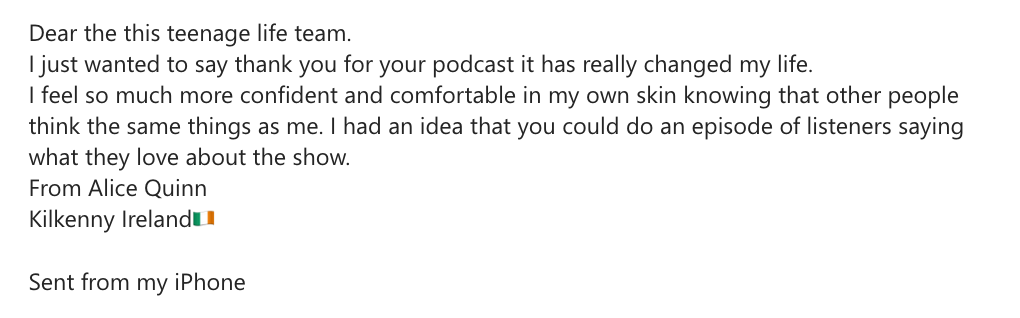 Dear the this teenage life team.
I just wanted to say thank you for your podcast it has really changed my life.
I feel so much more confident and comfortable in my own skin knowing that other people
think the same things as me. I had an idea that you could do an episode of listeners saying
what they love about the show.
From Alice Quinn
Kilkenny Ireland🇮🇪
Sent from my iPhone